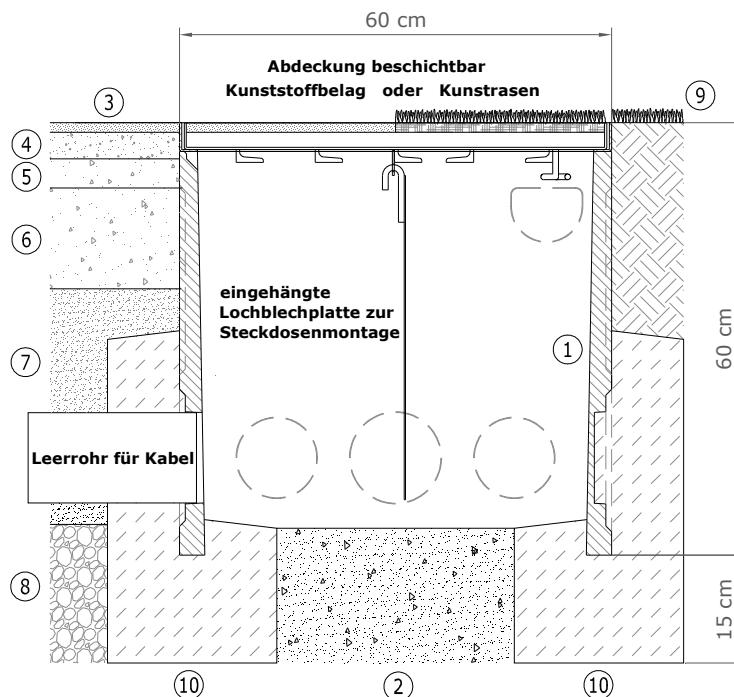 60 cm
Abdeckung beschichtbar
Kunststoffbelag oder Kunstrasen
3
9
4
5
6
eingehängte
Lochblechplatte zur
Steckdosenmontage
1
60 cm
7
Leerrohr für Kabel
8
15 cm
10
2
10